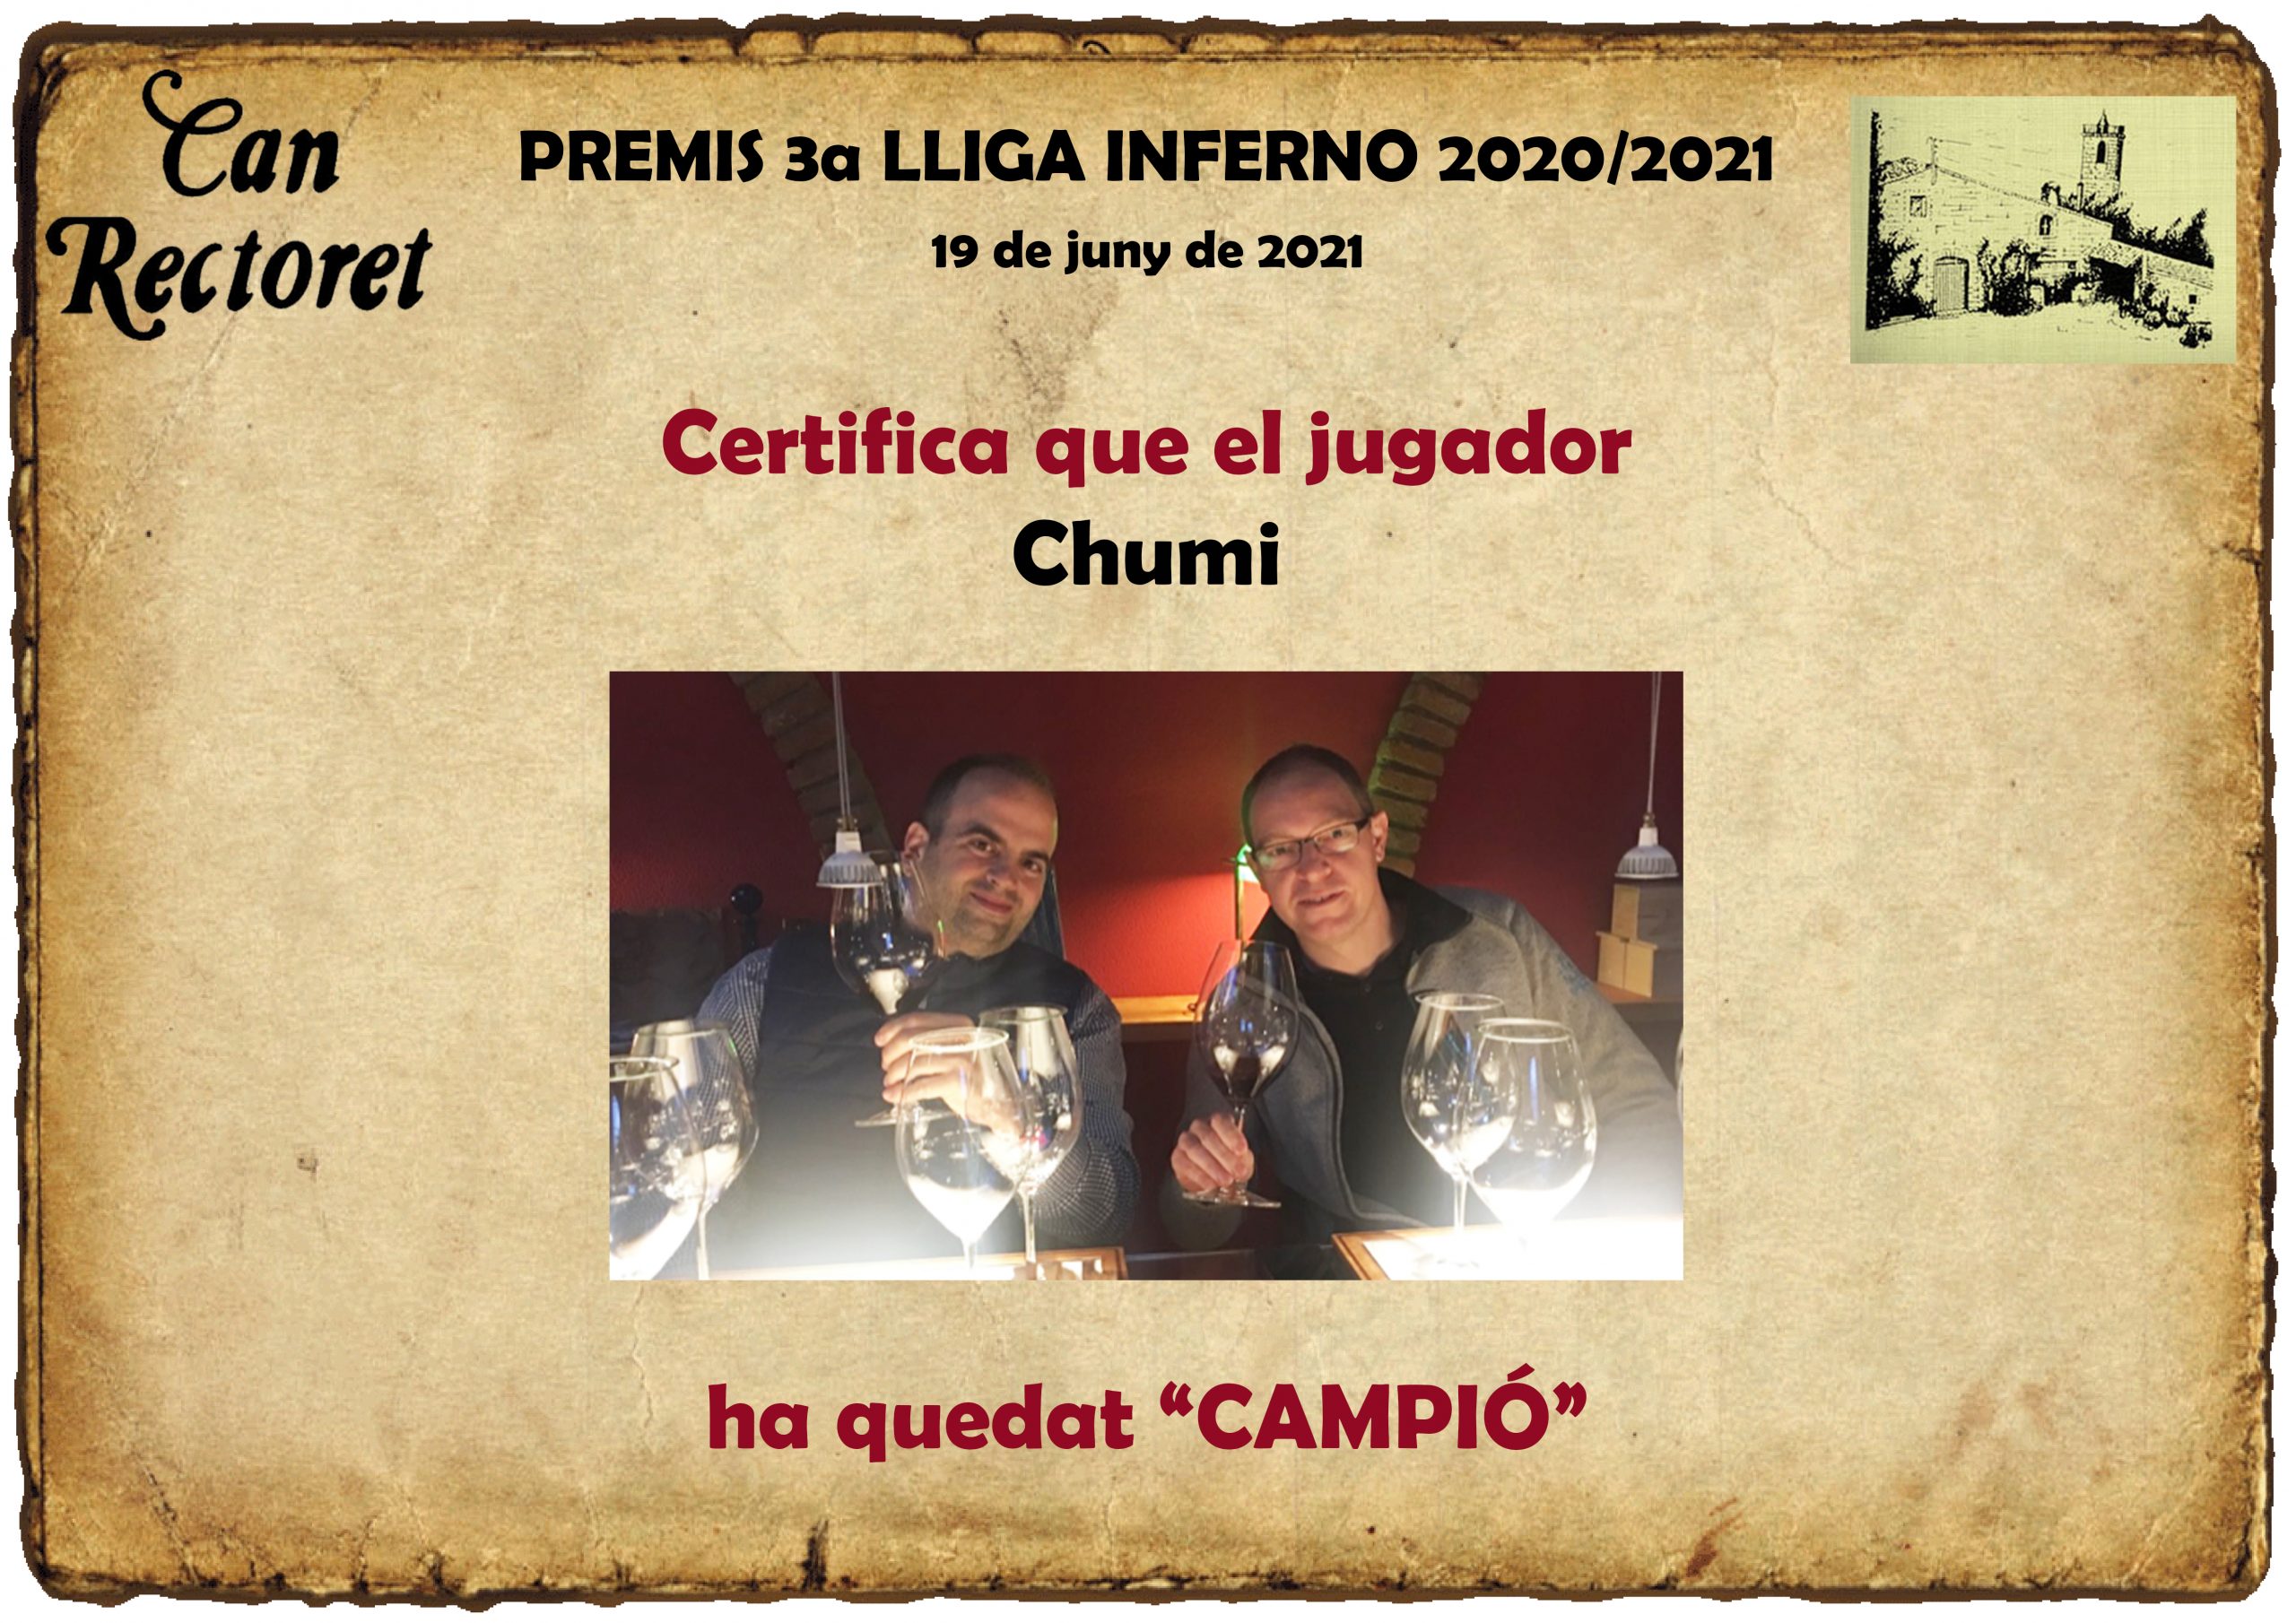 Can
Rectoret
PREMIS 3a LLIGA INFERNO 2020/2021
19 de juny de 2021
Certifica que el jugador
Chumi
ha quedat “CAMPIÓ”